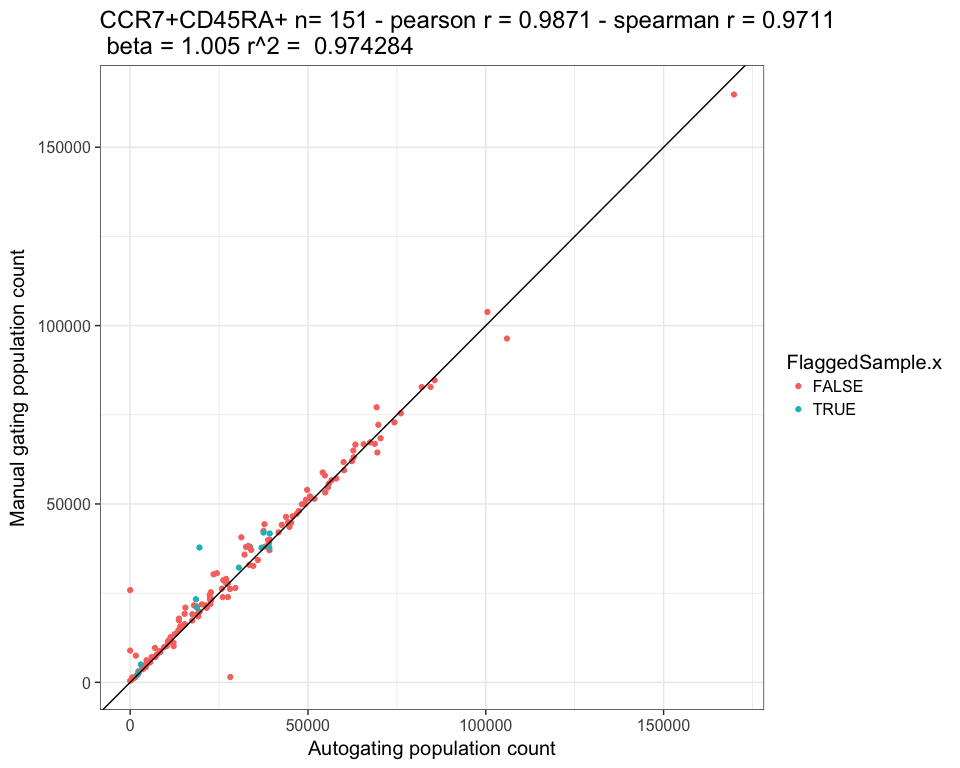 CCR7+CD45RA+ n= 151 - pearson r = 0.9871 - spearman r = 0.9711
beta = 1.005 r^2 =  0.974284
Manual gating population count
150000
100000
50000
0
0
50000
100000
150000
Autogating population count
FlaggedSample.x
FALSE
TRUE